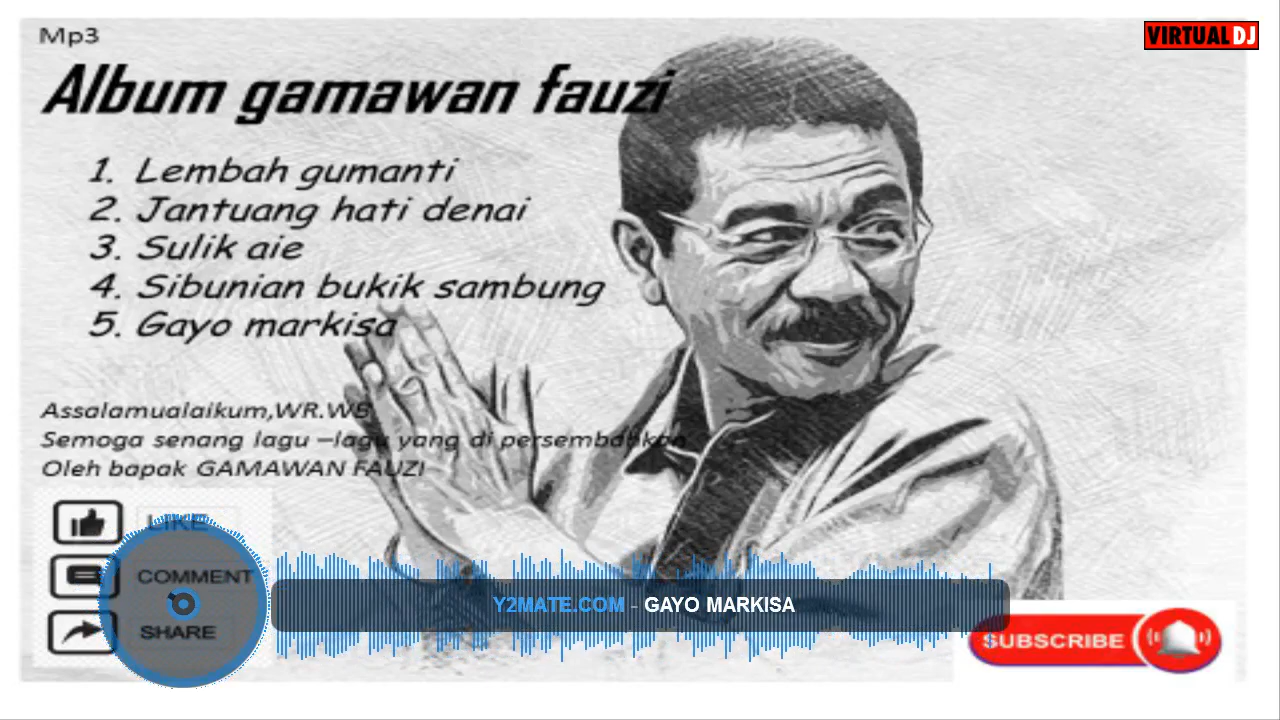 Mp3
VIRTUAL DJ
Album gamawan fauzi
1. Lembah gumanti
2. Jantuang hati denai
3. Sulik aie
4. Sibunian bukik sambung
5. Gayo markisa
Assalamualaikum,WR.WB
Semoga senang lagu –lagu yang di persembahkan
Oleh bapak GAMAWAN FAUZI
LIKE
COMMENT
SHARE
Y2MATE.COM - GAYO MARKISA
SUBSCRIBE